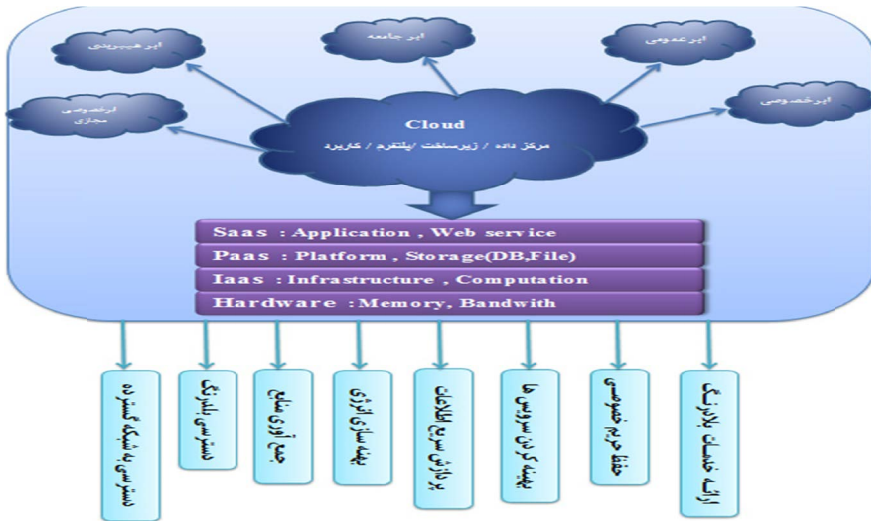 ابر هیبریدی
ابر جامعه
ابر عمومی
ابر خصوصی مجازی
ابر خصوصی
Cloud
مرکز داده / زیرساخت /پلتفرم / کاربرد
Saas : Application , Web service
Paas : Platform , Storage(DB,File)
Iaas : Infrastructure , Computation
Hardware : Memory, Bandwith
دسترسی به شبکه گسترده
دسترسی بلدرنگ
جمع آوری منابع
بهنه سازی انرژی
پردازش سریع اطلاعات
بهینه کردن سرویس ها
حفظ حریم خصوصی
ارائه خدمات بلادرنگ